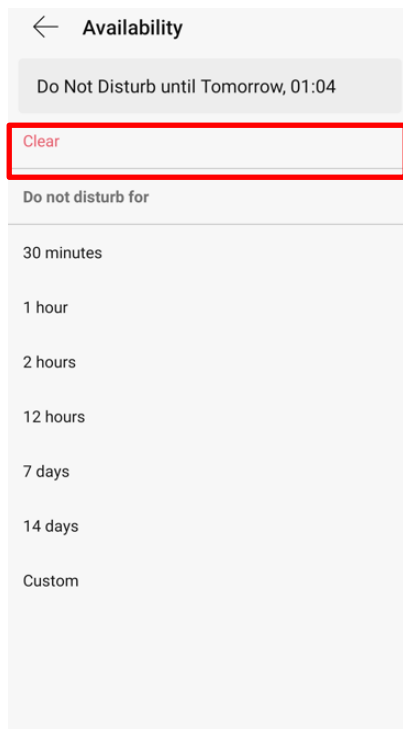 Availability
Do Not Disturb until Tomorrow, 01:04
Clear
Do not disturb for
30 minutes
1 hour
2 hours
12 hours
7 days
14 days
Custom